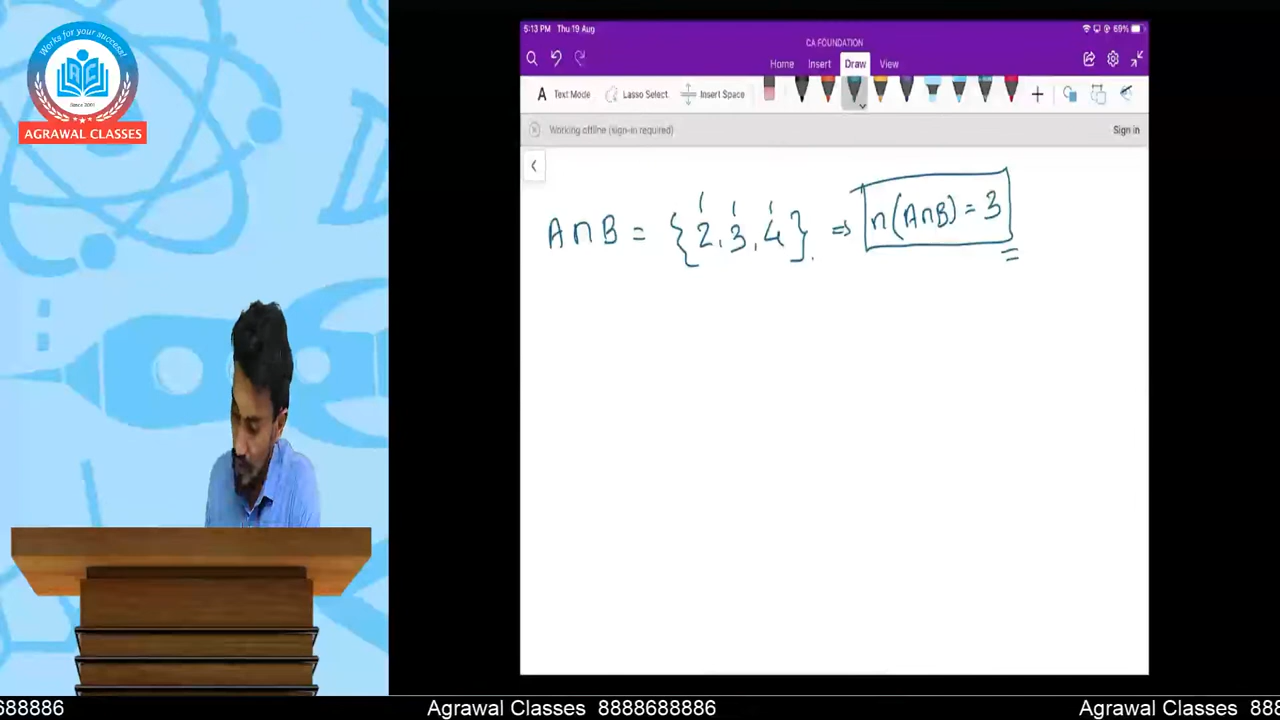 Works for your success!
AC
Since 2001
AGRAWAL CLASSES
5:13 PM Thu 19 Aug
69%
CA FOUNDATION
Home Insert Draw View
A Text Mode Lasso Select Insert Space
Working offline (sign-in required) Sign in
A∩B = {2,3,4}. ⇒ n(A∩B) = 3
688886 Agrawal Classes 8888688886 Agrawal Classes 888